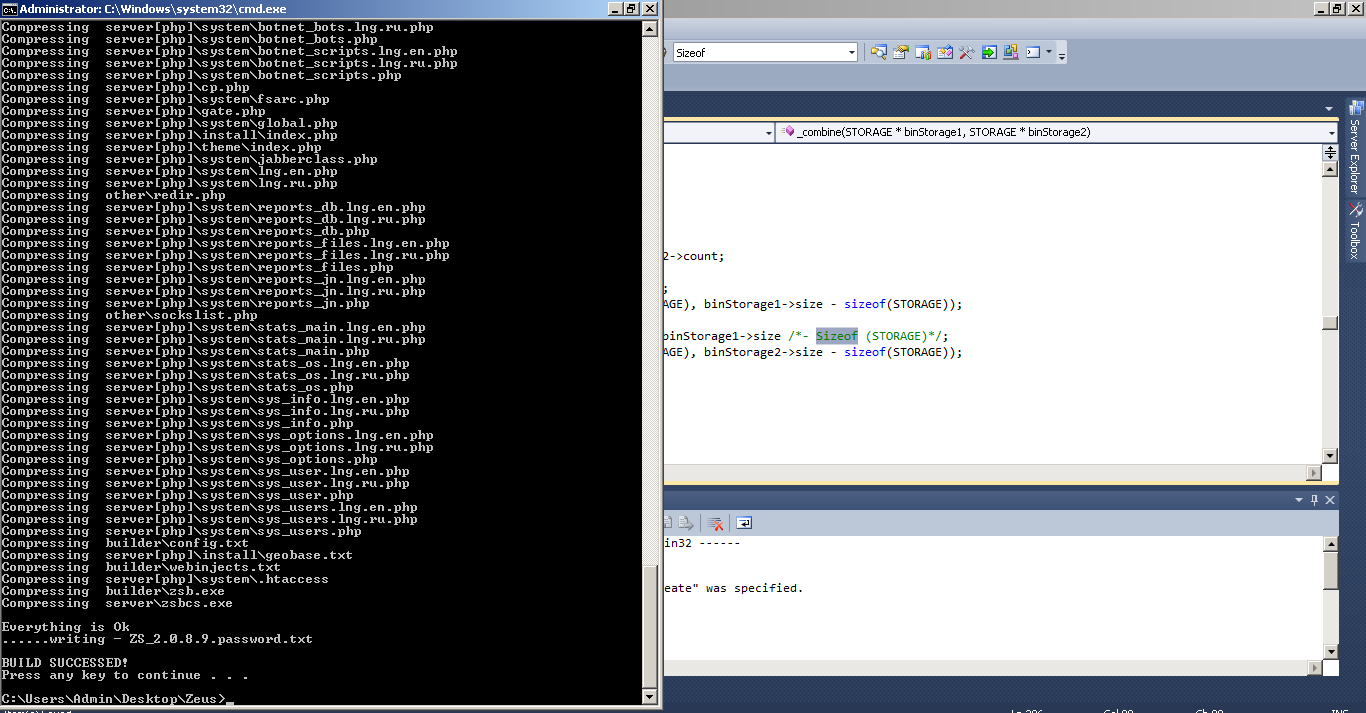 Administrator: C:\Windows\system32\cmd.exe
Compressing  server[php]\system\botnet_bots.lng.ru.php
Compressing  server[php]\system\botnet_bots.php
Compressing  server[php]\system\botnet_scripts.lng.en.php
Compressing  server[php]\system\botnet_scripts.lng.ru.php
Compressing  server[php]\system\botnet_scripts.php
Compressing  server[php]\cp.php
Compressing  server[php]\system\fsarc.php
Compressing  server[php]\gate.php
Compressing  server[php]\system\global.php
Compressing  server[php]\install\index.php
Compressing  server[php]\theme\index.php
Compressing  server[php]\system\jabberclass.php
Compressing  server[php]\system\lng.en.php
Compressing  server[php]\system\lng.ru.php
Compressing  other\redir.php
Compressing  server[php]\system\reports_db.lng.en.php
Compressing  server[php]\system\reports_db.lng.ru.php
Compressing  server[php]\system\reports_db.php
Compressing  server[php]\system\reports_files.lng.en.php
Compressing  server[php]\system\reports_files.lng.ru.php
Compressing  server[php]\system\reports_files.php
Compressing  server[php]\system\reports_jn.lng.en.php
Compressing  server[php]\system\reports_jn.lng.ru.php
Compressing  server[php]\system\reports_jn.php
Compressing  other\sockslist.php
Compressing  server[php]\system\stats_main.lng.en.php
Compressing  server[php]\system\stats_main.lng.ru.php
Compressing  server[php]\system\stats_main.php
Compressing  server[php]\system\stats_os.lng.en.php
Compressing  server[php]\system\stats_os.lng.ru.php
Compressing  server[php]\system\stats_os.php
Compressing  server[php]\system\sys_info.lng.en.php
Compressing  server[php]\system\sys_info.lng.ru.php
Compressing  server[php]\system\sys_info.php
Compressing  server[php]\system\sys_options.lng.en.php
Compressing  server[php]\system\sys_options.lng.ru.php
Compressing  server[php]\system\sys_options.php
Compressing  server[php]\system\sys_user.lng.en.php
Compressing  server[php]\system\sys_user.lng.ru.php
Compressing  server[php]\system\sys_user.php
Compressing  server[php]\system\sys_users.lng.en.php
Compressing  server[php]\system\sys_users.lng.ru.php
Compressing  server[php]\system\sys_users.php
Compressing  builder\config.txt
Compressing  server[php]\install\geobase.txt
Compressing  builder\webinjects.txt
Compressing  server[php]\system\.htaccess
Compressing  builder\zsb.exe
Compressing  server\zsbcs.exe
Everything is Ok
......writing - ZS_2.0.8.9.password.txt
BUILD SUCCESSED!
Press any key to continue . . .
C:\Users\Admin\Desktop\Zeus>_
Sizeof
_combine(STORAGE * binStorage1, STORAGE * binStorage2)
2->count;
;
AGE), binStorage1->size - sizeof(STORAGE));
binStorage1->size /*- Sizeof (STORAGE)*/;
AGE), binStorage2->size - sizeof(STORAGE));
in32 ------
eate" was specified.
Server Explorer
Toolbox